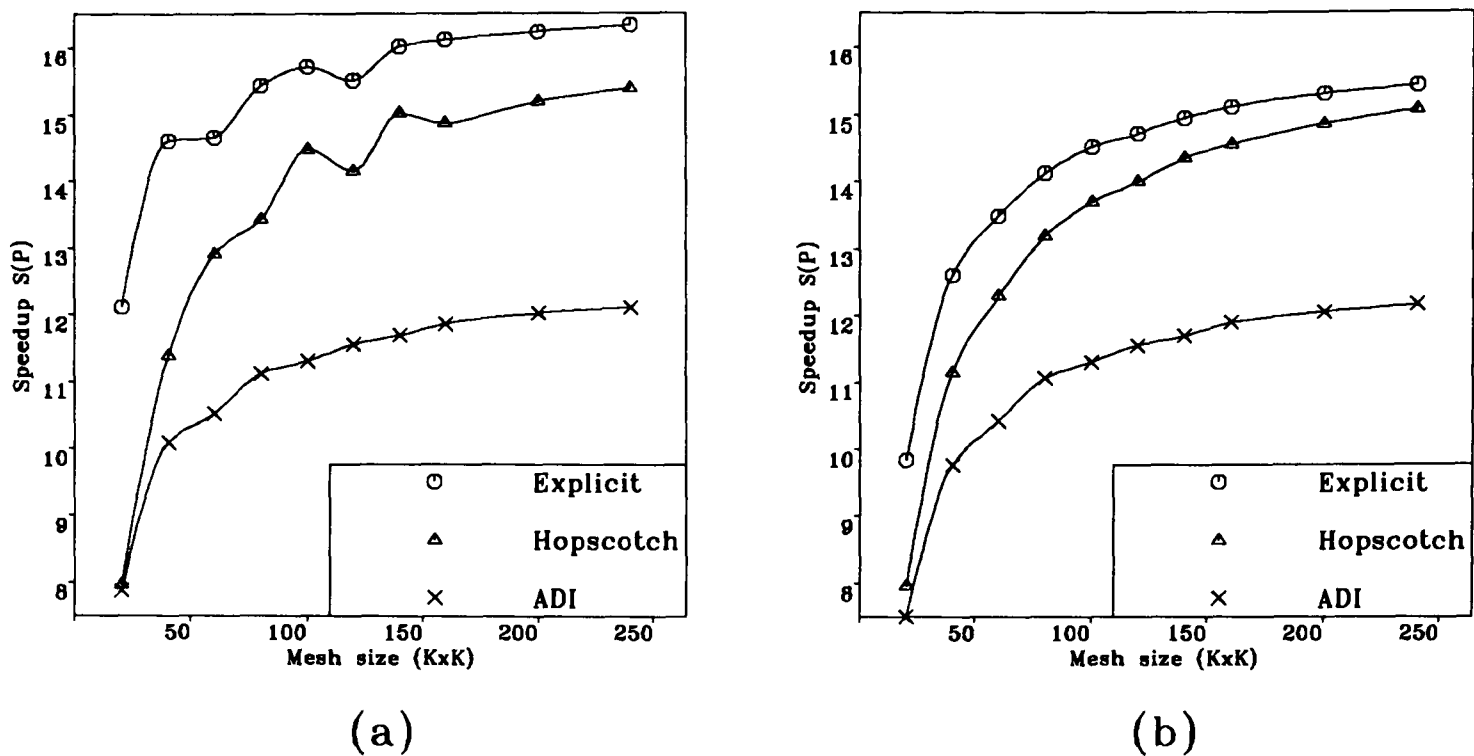 16
15
14
13
12
11
10
9
8
Speedup S(P)
Explicit
Hopscotch
ADI
50
100
150
200
250
Mesh size (KxK)
(a)
16
15
14
13
12
11
10
9
8
Speedup S(P)
Explicit
Hopscotch
ADI
50
100
150
200
250
Mesh size (KxK)
(b)